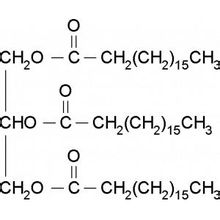 O
CH₂O – C – CH₂(CH₂)₁₅CH₃
O
CHO – C – CH₂(CH₂)₁₅CH₃
O
CH₂O – C – CH₂(CH₂)₁₅CH₃